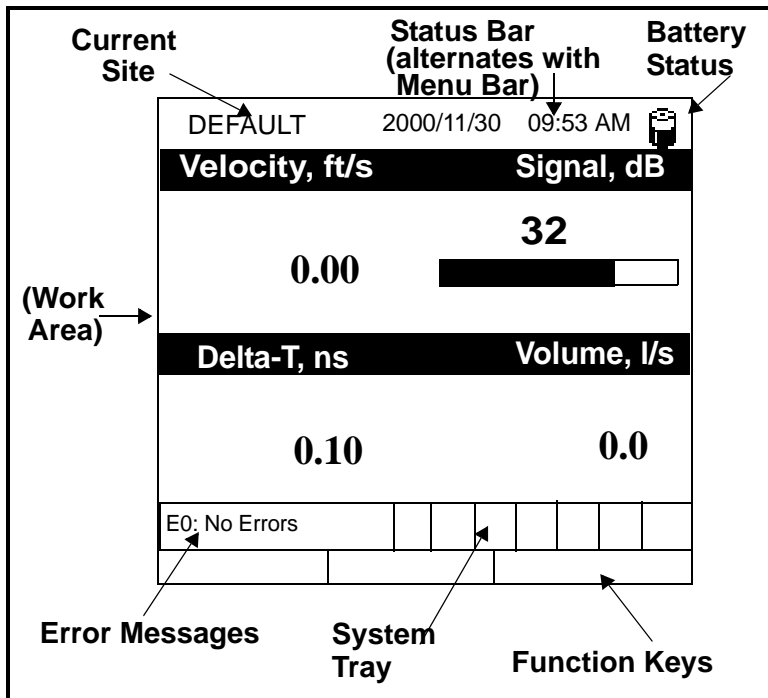 Current
Site
Status Bar
(alternates with
Menu Bar)
Battery
Status
DEFAULT 2000/11/30 09:53 AM
Velocity, ft/s Signal, dB
32
0.00
(Work
Area)
Delta-T, ns Volume, l/s
0.10 0.0
E0: No Errors
Error Messages
System
Tray
Function Keys